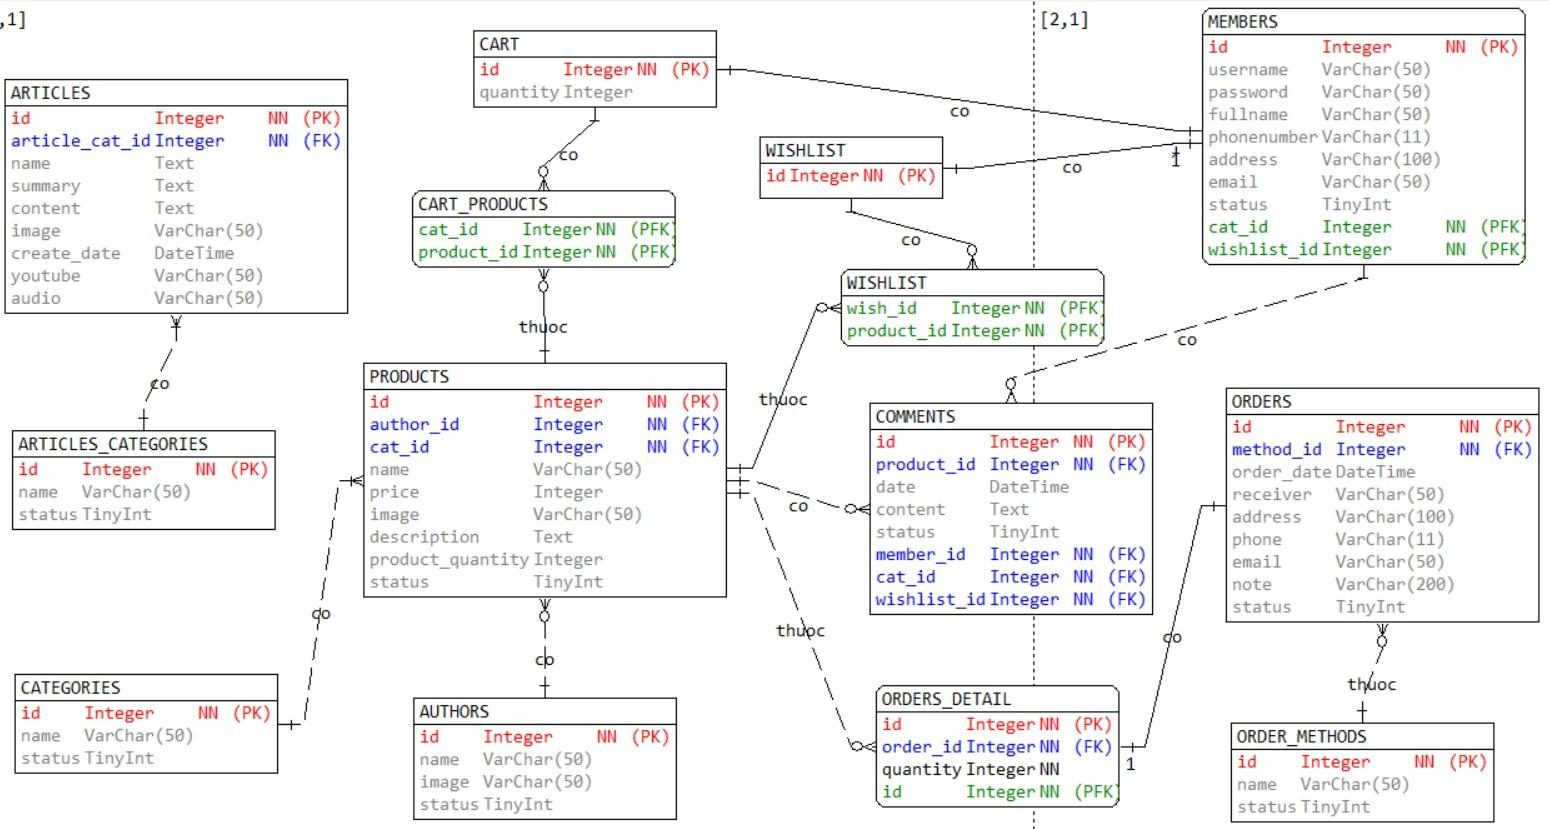 ,1]
[2,1]
CART
id Integer NN (PK)
quantity Integer
MEMBERS
id Integer NN (PK)
username VarChar(50)
password VarChar(50)
fullname VarChar(50)
phonenumber VarChar(11)
address VarChar(100)
email VarChar(50)
status TinyInt
cat_id Integer NN (PFK)
wishlist_id Integer NN (PFK)
ARTICLES
id Integer NN (PK)
article_cat_id Integer NN (FK)
name Text
summary Text
content Text
image VarChar(50)
create_date DateTime
youtube VarChar(50)
audio VarChar(50)
co
co
WISHLIST
id Integer NN (PK)
co
1
CART_PRODUCTS
cat_id Integer NN (PFK)
product_id Integer NN (PFK)
co
WISHLIST
wish_id Integer NN (PFK)
product_id Integer NN (PFK)
thuoc
co
co
thuoc
PRODUCTS
id Integer NN (PK)
author_id Integer NN (FK)
cat_id Integer NN (FK)
name VarChar(50)
price Integer
image VarChar(50)
description Text
product_quantity Integer
status TinyInt
COMMENTS
id Integer NN (PK)
product_id Integer NN (FK)
date DateTime
content Text
status TinyInt
member_id Integer NN (FK)
cat_id Integer NN (FK)
wishlist_id Integer NN (FK)
ORDERS
id Integer NN (PK)
method_id Integer NN (FK)
order_date DateTime
receiver VarChar(50)
address VarChar(100)
phone VarChar(11)
email VarChar(50)
note VarChar(200)
status TinyInt
ARTICLES_CATEGORIES
id Integer NN (PK)
name VarChar(50)
status TinyInt
co
co
thuoc
co
co
thuoc
CATEGORIES
id Integer NN (PK)
name VarChar(50)
status TinyInt
AUTHORS
id Integer NN (PK)
name VarChar(50)
image VarChar(50)
status TinyInt
ORDERS_DETAIL
id Integer NN (PK)
order_id Integer NN (FK)
quantity Integer NN
id Integer NN (PFK)
1
ORDER_METHODS
id Integer NN (PK)
name VarChar(50)
status TinyInt